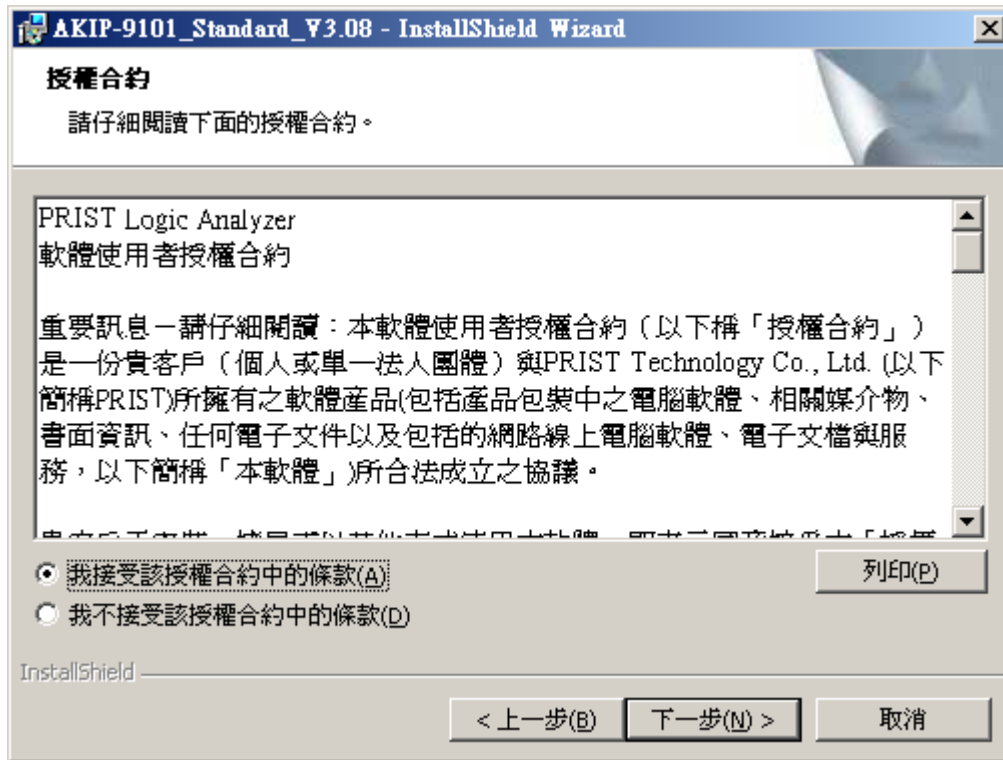 AKIP-9101_Standard_V3.08 - InstallShield Wizard
授權合約
請仔細閱讀下面的授權合約。
PRIST Logic Analyzer
軟體使用者授權合約
重要訊息－請仔細閱讀：本軟體使用者授權合約（以下稱「授權合約」）
是一份貴客戶（個人或單一法人團體）與PRIST Technology Co., Ltd. (以下
簡稱PRIST)所擁有之軟體產品(包括產品包裝中之電腦軟體、相關媒介物、
書面資訊、任何電子文件以及包括的網路線上電腦軟體、電子文檔與服
務，以下簡稱「本軟體」)所合法成立之協議。
我接受該授權合約中的條款(A)
列印(P)
我不接受該授權合約中的條款(D)
InstallShield
< 上一步(B)
下一步(N) >
取消